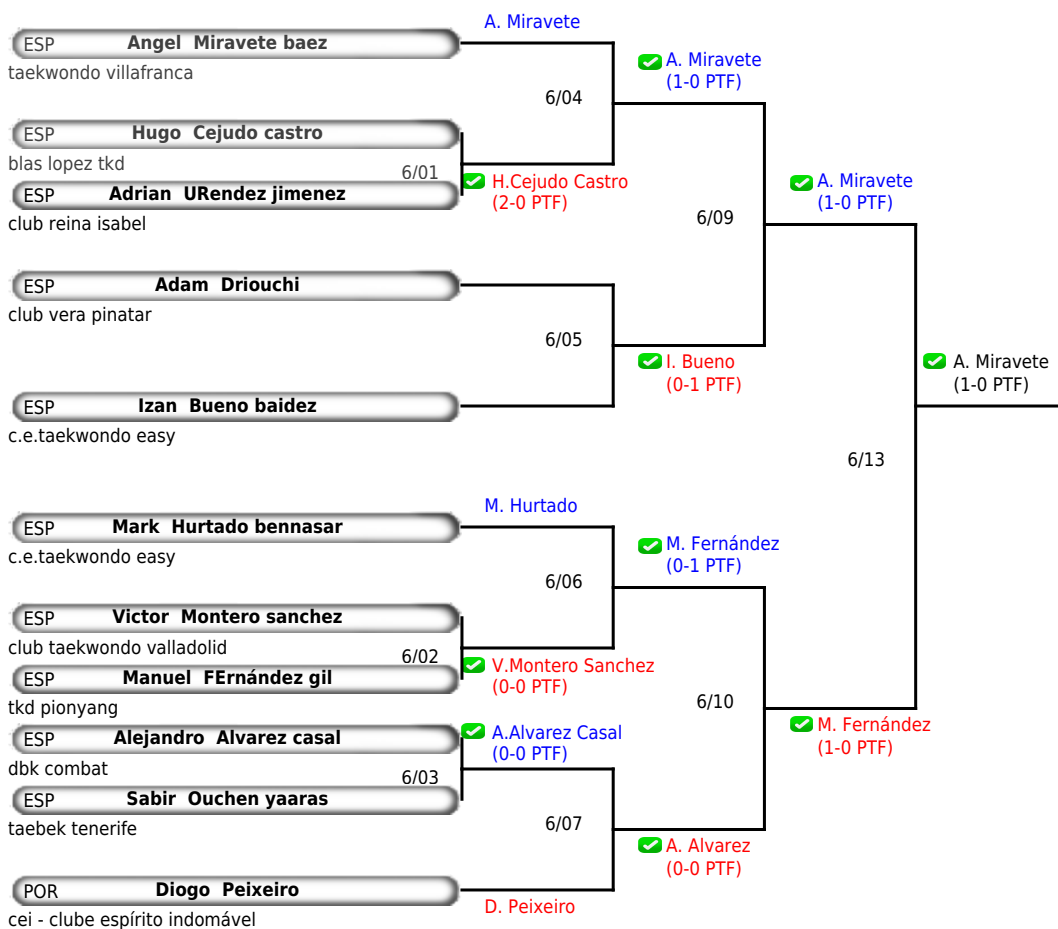 A. Miravete
ESP Angel Miravete baez
taekwondo villafranca
A. Miravete
(1-0 PTF)
6/04
ESP Hugo Cejudo castro
blas lopez tkd
6/01
H.Cejudo Castro
(2-0 PTF)
ESP Adrian URendez jimenez
club reina isabel
A. Miravete
(1-0 PTF)
6/09
ESP Adam Driouchi
club vera pinatar
6/05
I. Bueno
(0-1 PTF)
A. Miravete
(1-0 PTF)
ESP Izan Bueno baidez
c.e.taekwondo easy
6/13
M. Hurtado
ESP Mark Hurtado bennasar
c.e.taekwondo easy
M. Fernández
(0-1 PTF)
6/06
ESP Victor Montero sanchez
club taekwondo valladolid
6/02
V.Montero Sanchez
(0-0 PTF)
ESP Manuel FErnández gil
tkd pionyang
6/10
M. Fernández
(1-0 PTF)
ESP Alejandro Alvarez casal
dbk combat
A.Alvarez Casal
(0-0 PTF)
6/03
ESP Sabir Ouchen yaaras
taebek tenerife
6/07
A. Alvarez
(0-0 PTF)
POR Diogo Peixeiro
cei - clube espírito indomável
D. Peixeiro